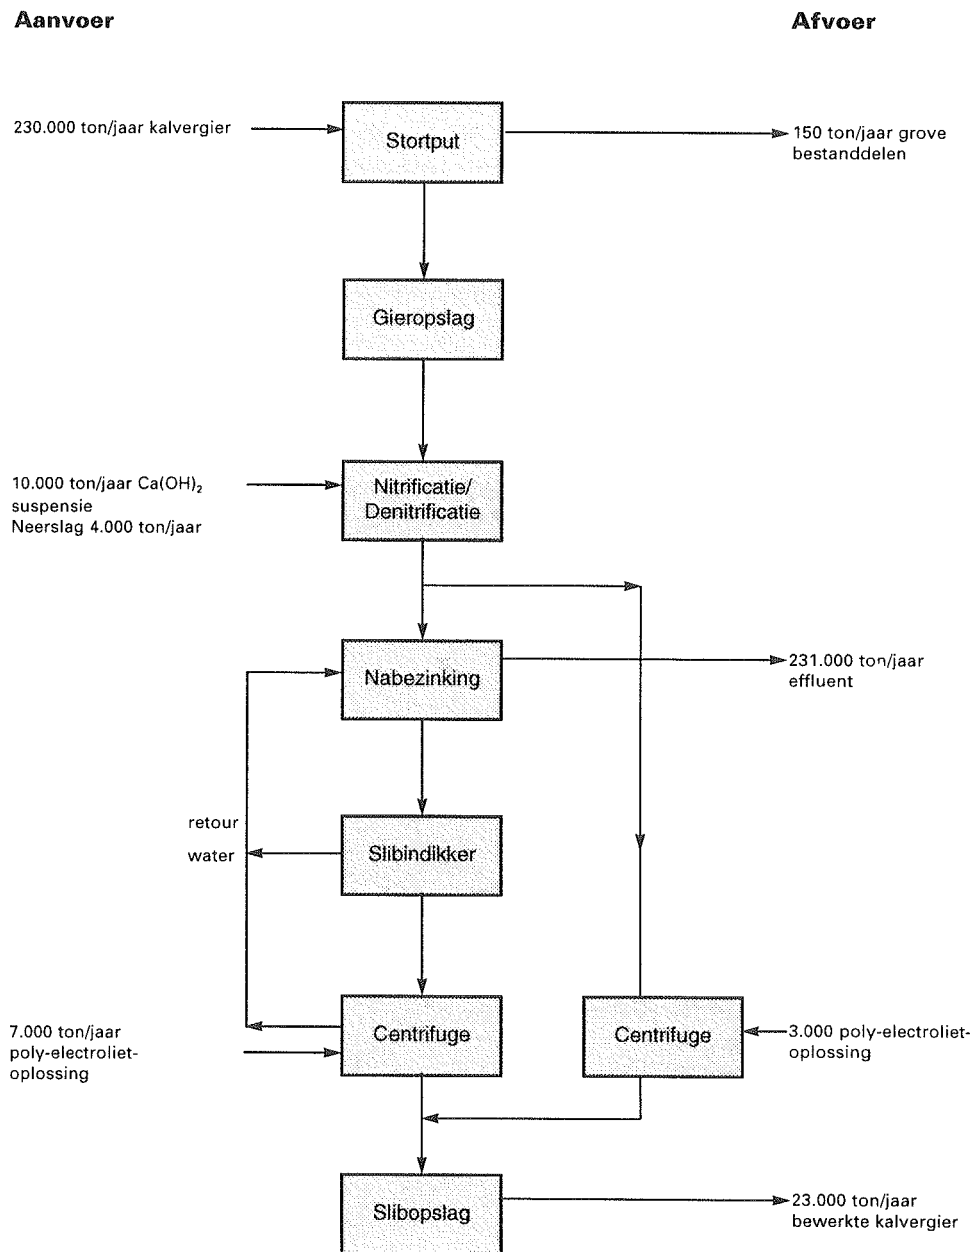 Aanvoer
Afvoer
230.000 ton/jaar kalvergier
Stortput
150 ton/jaar grove
bestanddelen
Gieropslag
10.000 ton/jaar Ca(OH)₂
suspensie
Neerslag 4.000 ton/jaar
Nitrificatie/
Denitrificatie
Nabezinking
231.000 ton/jaar
effluent
retour
water
Slibindikker
7.000 ton/jaar
poly-electroliet-
oplossing
Centrifuge
Centrifuge
3.000 poly-electroliet-
oplossing
Slibopslag
23.000 ton/jaar
bewerkte kalvergier